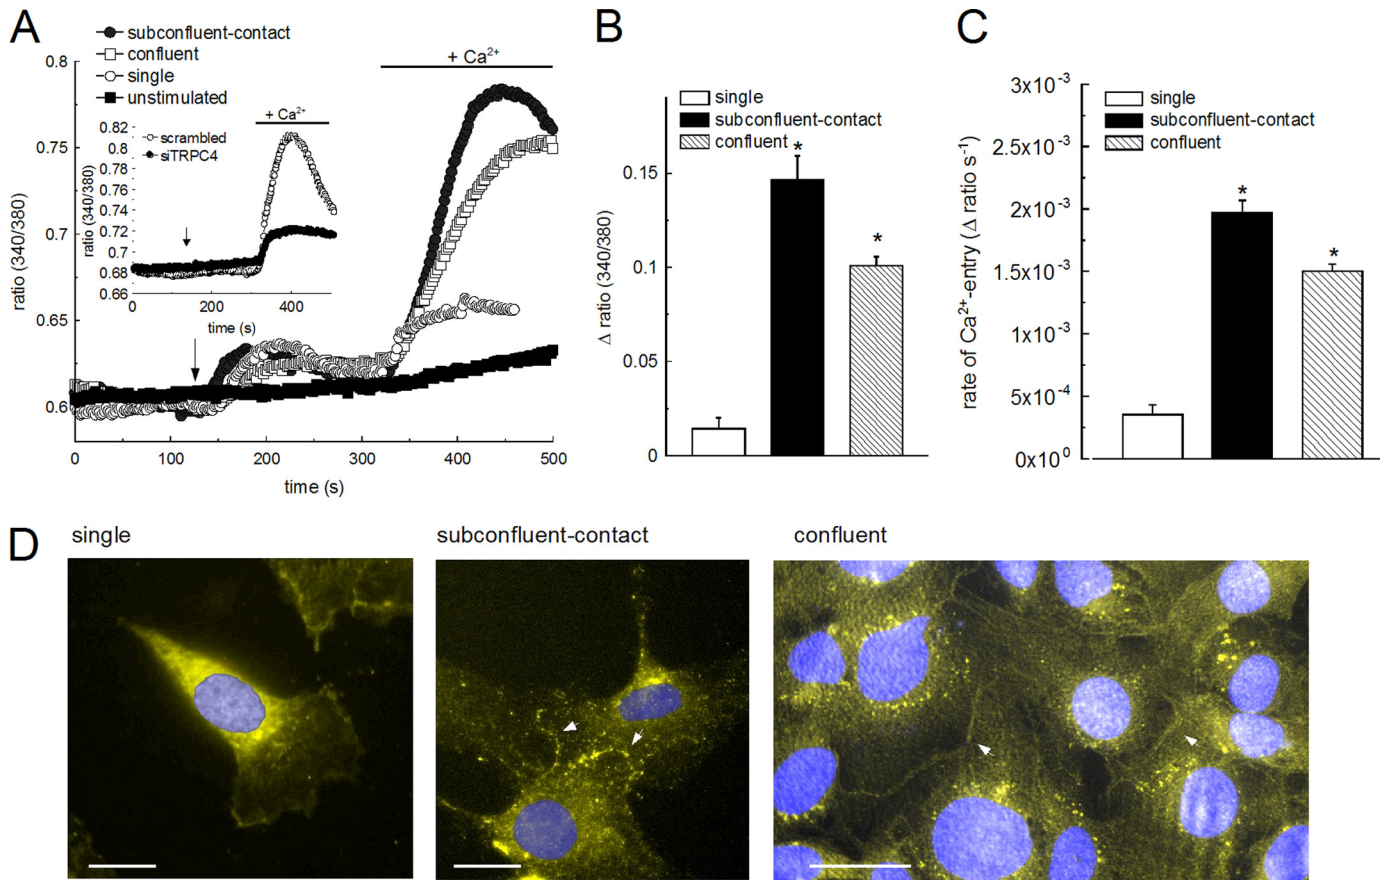 A
subconfluent-contact
confluent
single
unstimulated
+ Ca²⁺
0.8
0.75
0.7
0.65
0.6
ratio (340/380)
0
100
200
300
400
500
time (s)
+ Ca²⁺
scrambled
siTRPC4
0.82
0.8
0.78
0.76
0.74
0.72
0.7
0.68
0.66
ratio (340/380)
0
200
400
time (s)
B
single
subconfluent-contact
confluent
0.15
0.1
0.05
0
Δ ratio (340/380)
*
*
C
single
subconfluent-contact
confluent
3x10⁻³
2.5x10⁻³
2x10⁻³
1.5x10⁻³
1x10⁻³
5x10⁻⁴
0x10⁰
rate of Ca²⁺-entry (Δ ratio s⁻¹)
*
*
D
single
subconfluent-contact
confluent